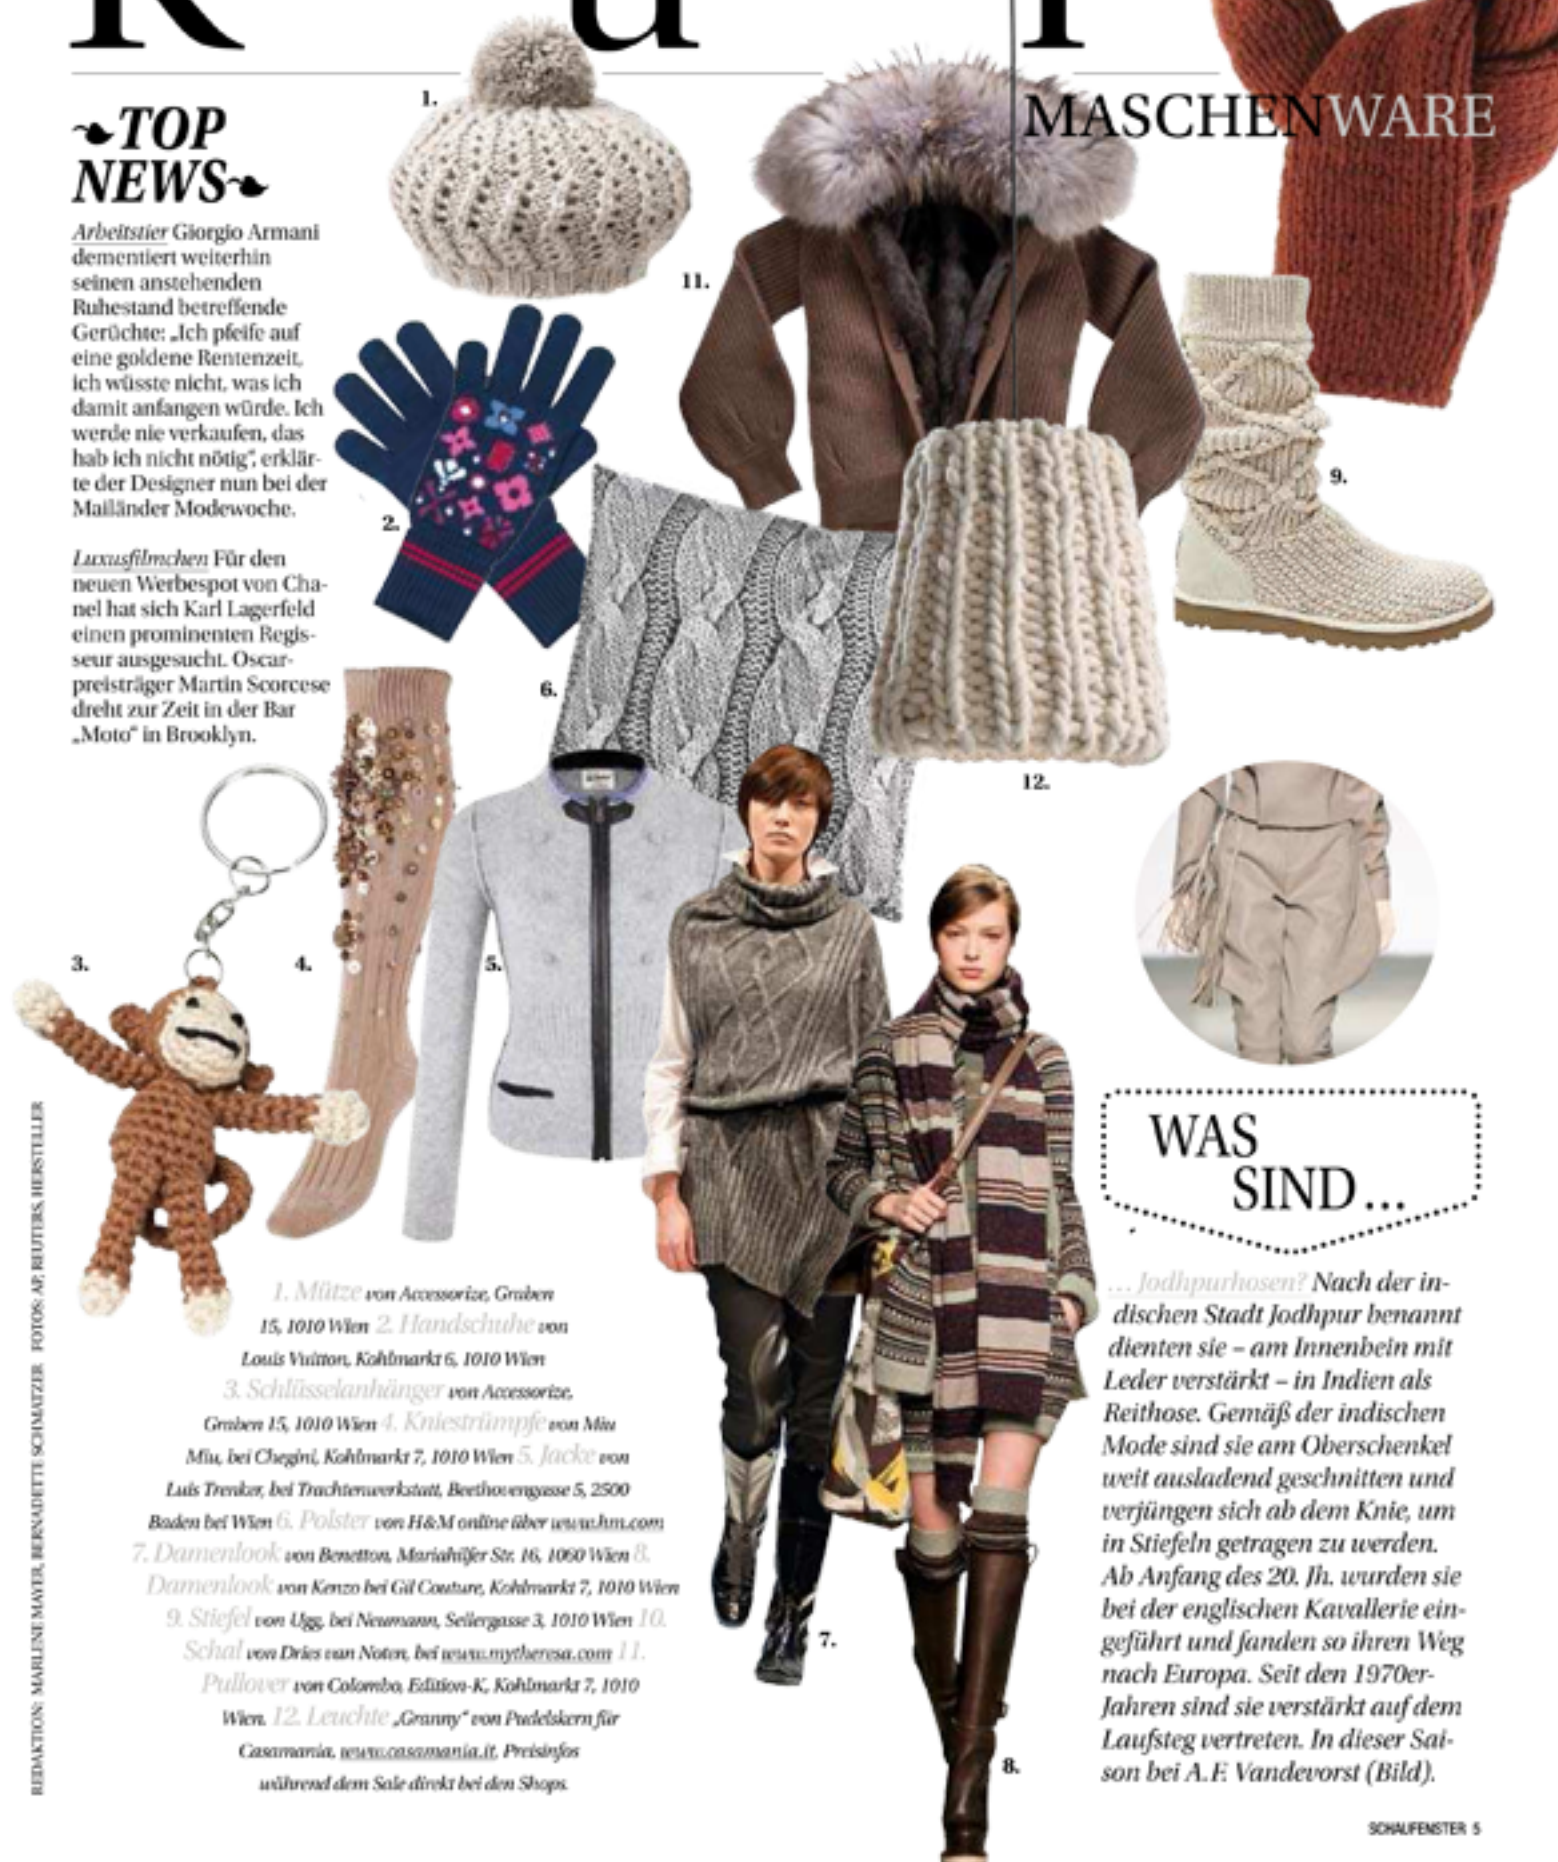 MASCHENWARE
TOP
NEWS
Arbeitstier Giorgio Armani
dementiert weiterhin
seinen anstehenden
Ruhestand betreffende
Gerüchte: „Ich pfeife auf
eine goldene Rentenzeit,
ich wüsste nicht, was ich
damit anfangen würde. Ich
werde nie verkaufen, das
hab ich nicht nötig“, erklär-
te der Designer nun bei der
Mailänder Modewoche.
Luxusfilmchen Für den
neuen Werbespot von Cha-
nel hat sich Karl Lagerfeld
einen prominenten Regis-
seur ausgesucht. Oscar-
preisträger Martin Scorcese
dreht zur Zeit in der Bar
„Moto“ in Brooklyn.
1.
11.
2.
9.
6.
12.
3.
4.
5.
7.
8.
1. Mütze von Accessorize, Graben
15, 1010 Wien 2. Handschuhe von
Louis Vuitton, Kohlmarkt 6, 1010 Wien
3. Schlüsselanhänger von Accessorize,
Graben 15, 1010 Wien 4. Kniestrümpfe von Miu
Miu, bei Chegini, Kohlmarkt 7, 1010 Wien 5. Jacke von
Luis Trenker, bei Trachtenwerkstatt, Beethovengasse 5, 2500
Baden bei Wien 6. Polster von H&M online über www.hm.com
7. Damenlook von Benetton, Mariahilfer Str. 16, 1060 Wien 8.
Damenlook von Kenzo bei Gil Couture, Kohlmarkt 7, 1010 Wien
9. Stiefel von Ugg, bei Neumann, Seilergasse 3, 1010 Wien 10.
Schal von Dries van Noten, bei www.mytheresa.com 11.
Pullover von Colombo, Edition-K, Kohlmarkt 7, 1010
Wien. 12. Leuchte „Granny“ von Pudelskern für
Casamania, www.casamania.it, Preisinfos
während dem Sale direkt bei den Shops.
WAS
SIND ...
... Jodhpurhosen? Nach der in-
dischen Stadt Jodhpur benannt
dienten sie – am Innenbein mit
Leder verstärkt – in Indien als
Reithose. Gemäß der indischen
Mode sind sie am Oberschenkel
weit ausladend geschnitten und
verjüngen sich ab dem Knie, um
in Stiefeln getragen zu werden.
Ab Anfang des 20. Jh. wurden sie
bei der englischen Kavallerie ein-
geführt und fanden so ihren Weg
nach Europa. Seit den 1970er-
Jahren sind sie verstärkt auf dem
Laufsteg vertreten. In dieser Sai-
son bei A.F. Vandevorst (Bild).
REDAKTION: MARLENE MAYER, BERNADETTE SCHMATZER FOTOS: AP, REUTERS, HERSTELLER
SCHAUFENSTER 5